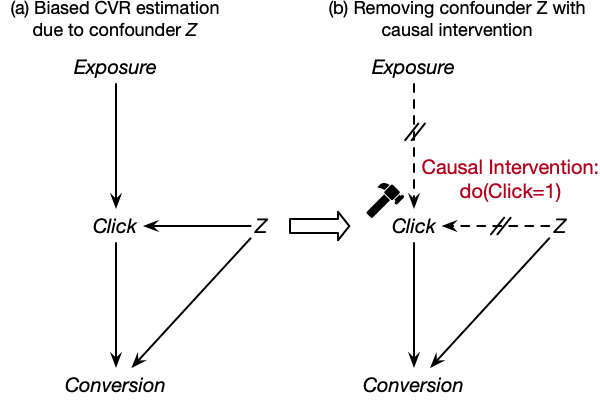 (a) Biased CVR estimation
due to confounder Z
Exposure
Click
Z
Conversion
(b) Removing confounder Z with
causal intervention
Exposure
Causal Intervention:
do(Click=1)
Click
Z
Conversion